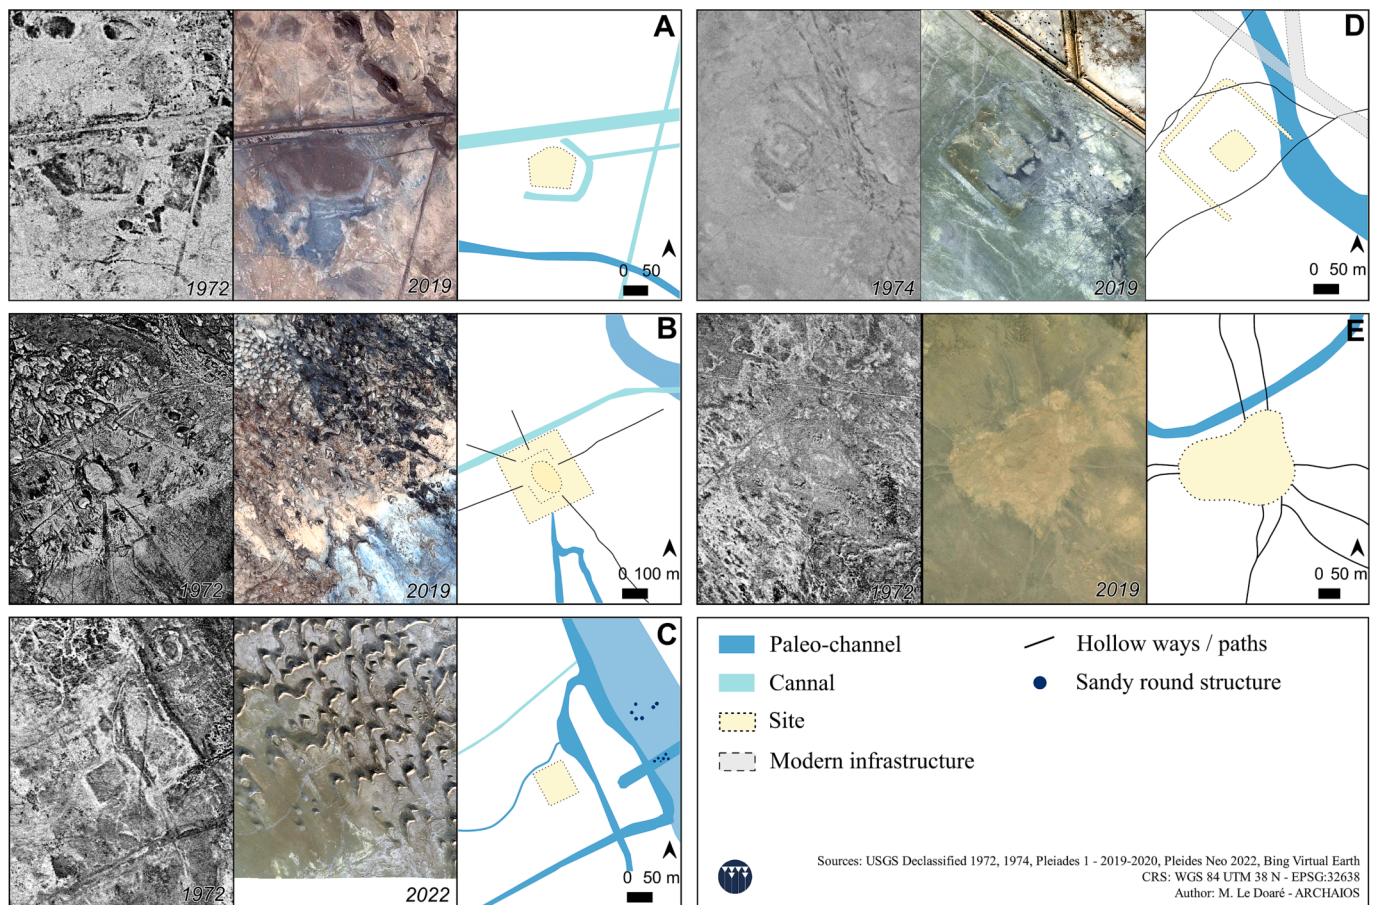 A
0 50
1972
2019
D
0 50 m
1974
2019
B
0 100 m
1972
2019
E
0 50 m
1972
2019
C
0 50 m
1972
2022
Paleo-channel
Cannal
Site
Modern infrastructure
Hollow ways / paths
Sandy round structure
Sources: USGS Declassified 1972, 1974, Pleiades 1 - 2019-2020, Pleides Neo 2022, Bing Virtual Earth
CRS: WGS 84 UTM 38 N - EPSG:32638
Author: M. Le Doaré - ARCHAIOS